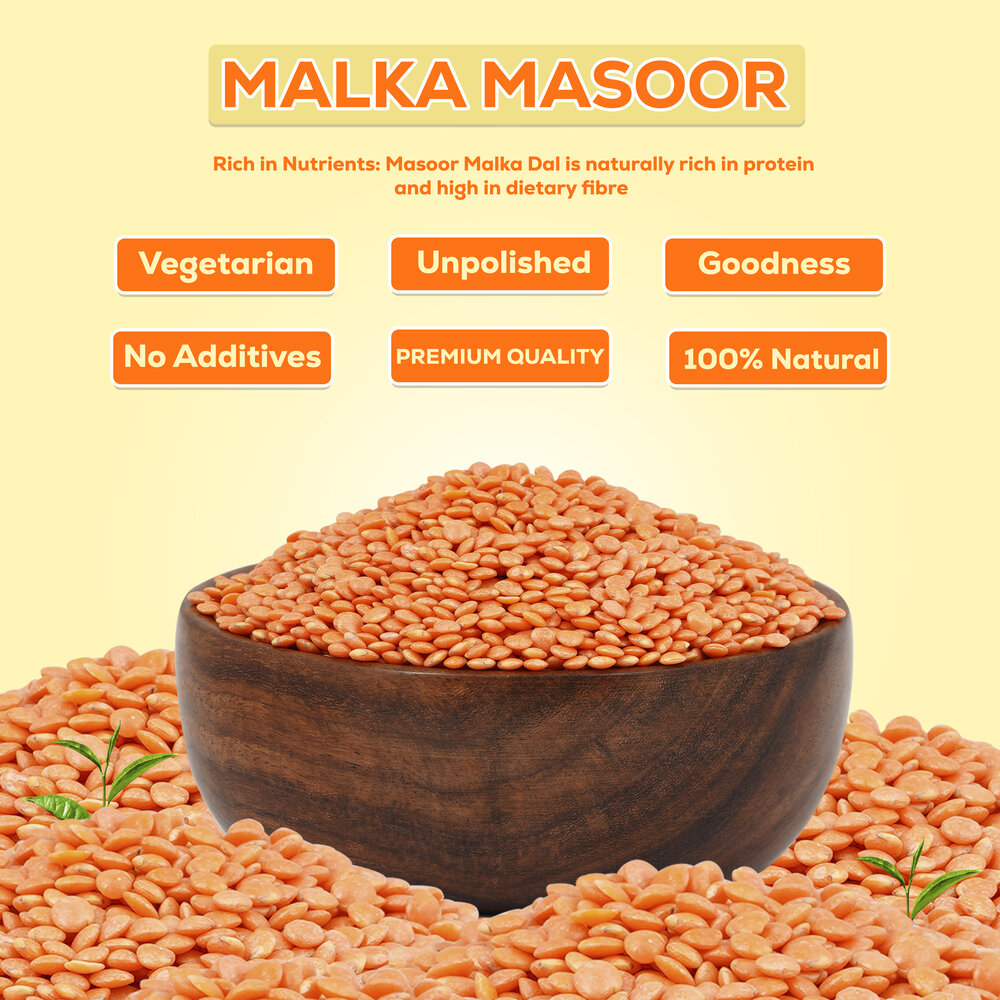 MALKA MASOOR
Rich in Nutrients: Masoor Malka Dal is naturally rich in protein
and high in dietary fibre
Vegetarian
Unpolished
Goodness
No Additives
PREMIUM QUALITY
100% Natural